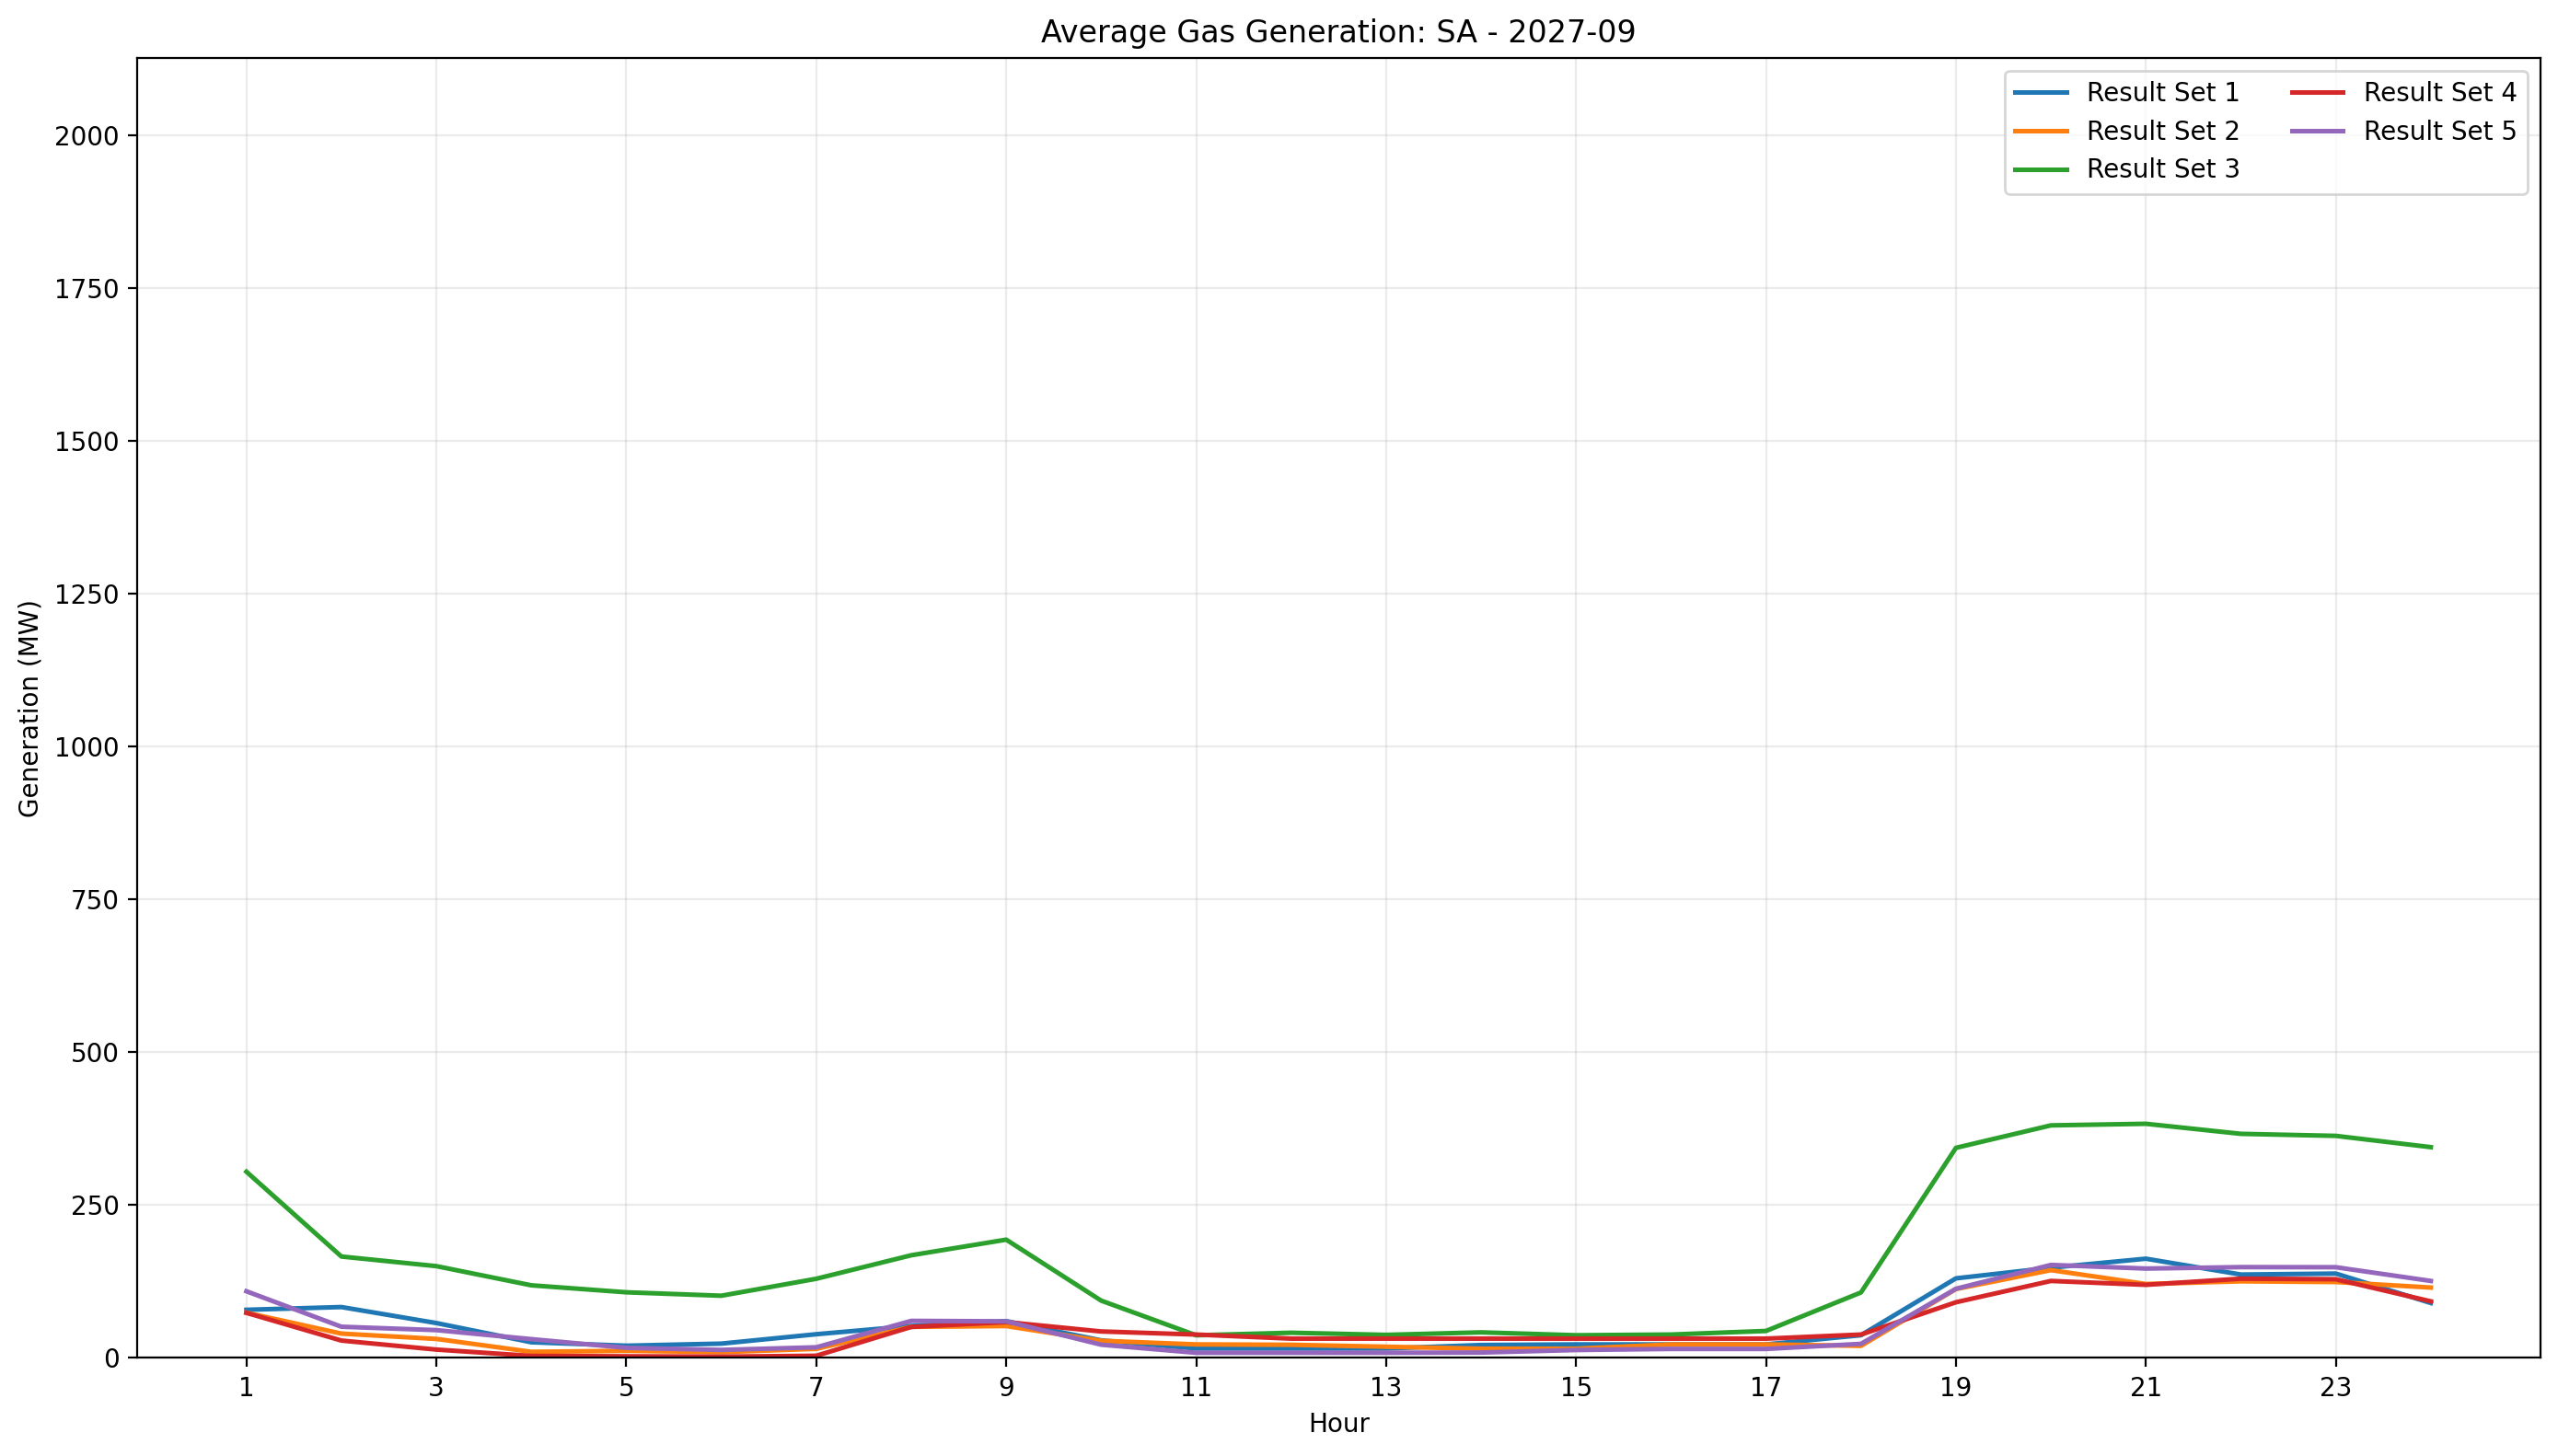 Average Gas Generation: SA - 2027-09
Result Set 1
Result Set 2
Result Set 3
Result Set 4
Result Set 5
Generation (MW)
2000
1750
1500
1250
1000
750
500
250
0
1 3 5 7 9 11 13 15 17 19 21 23
Hour